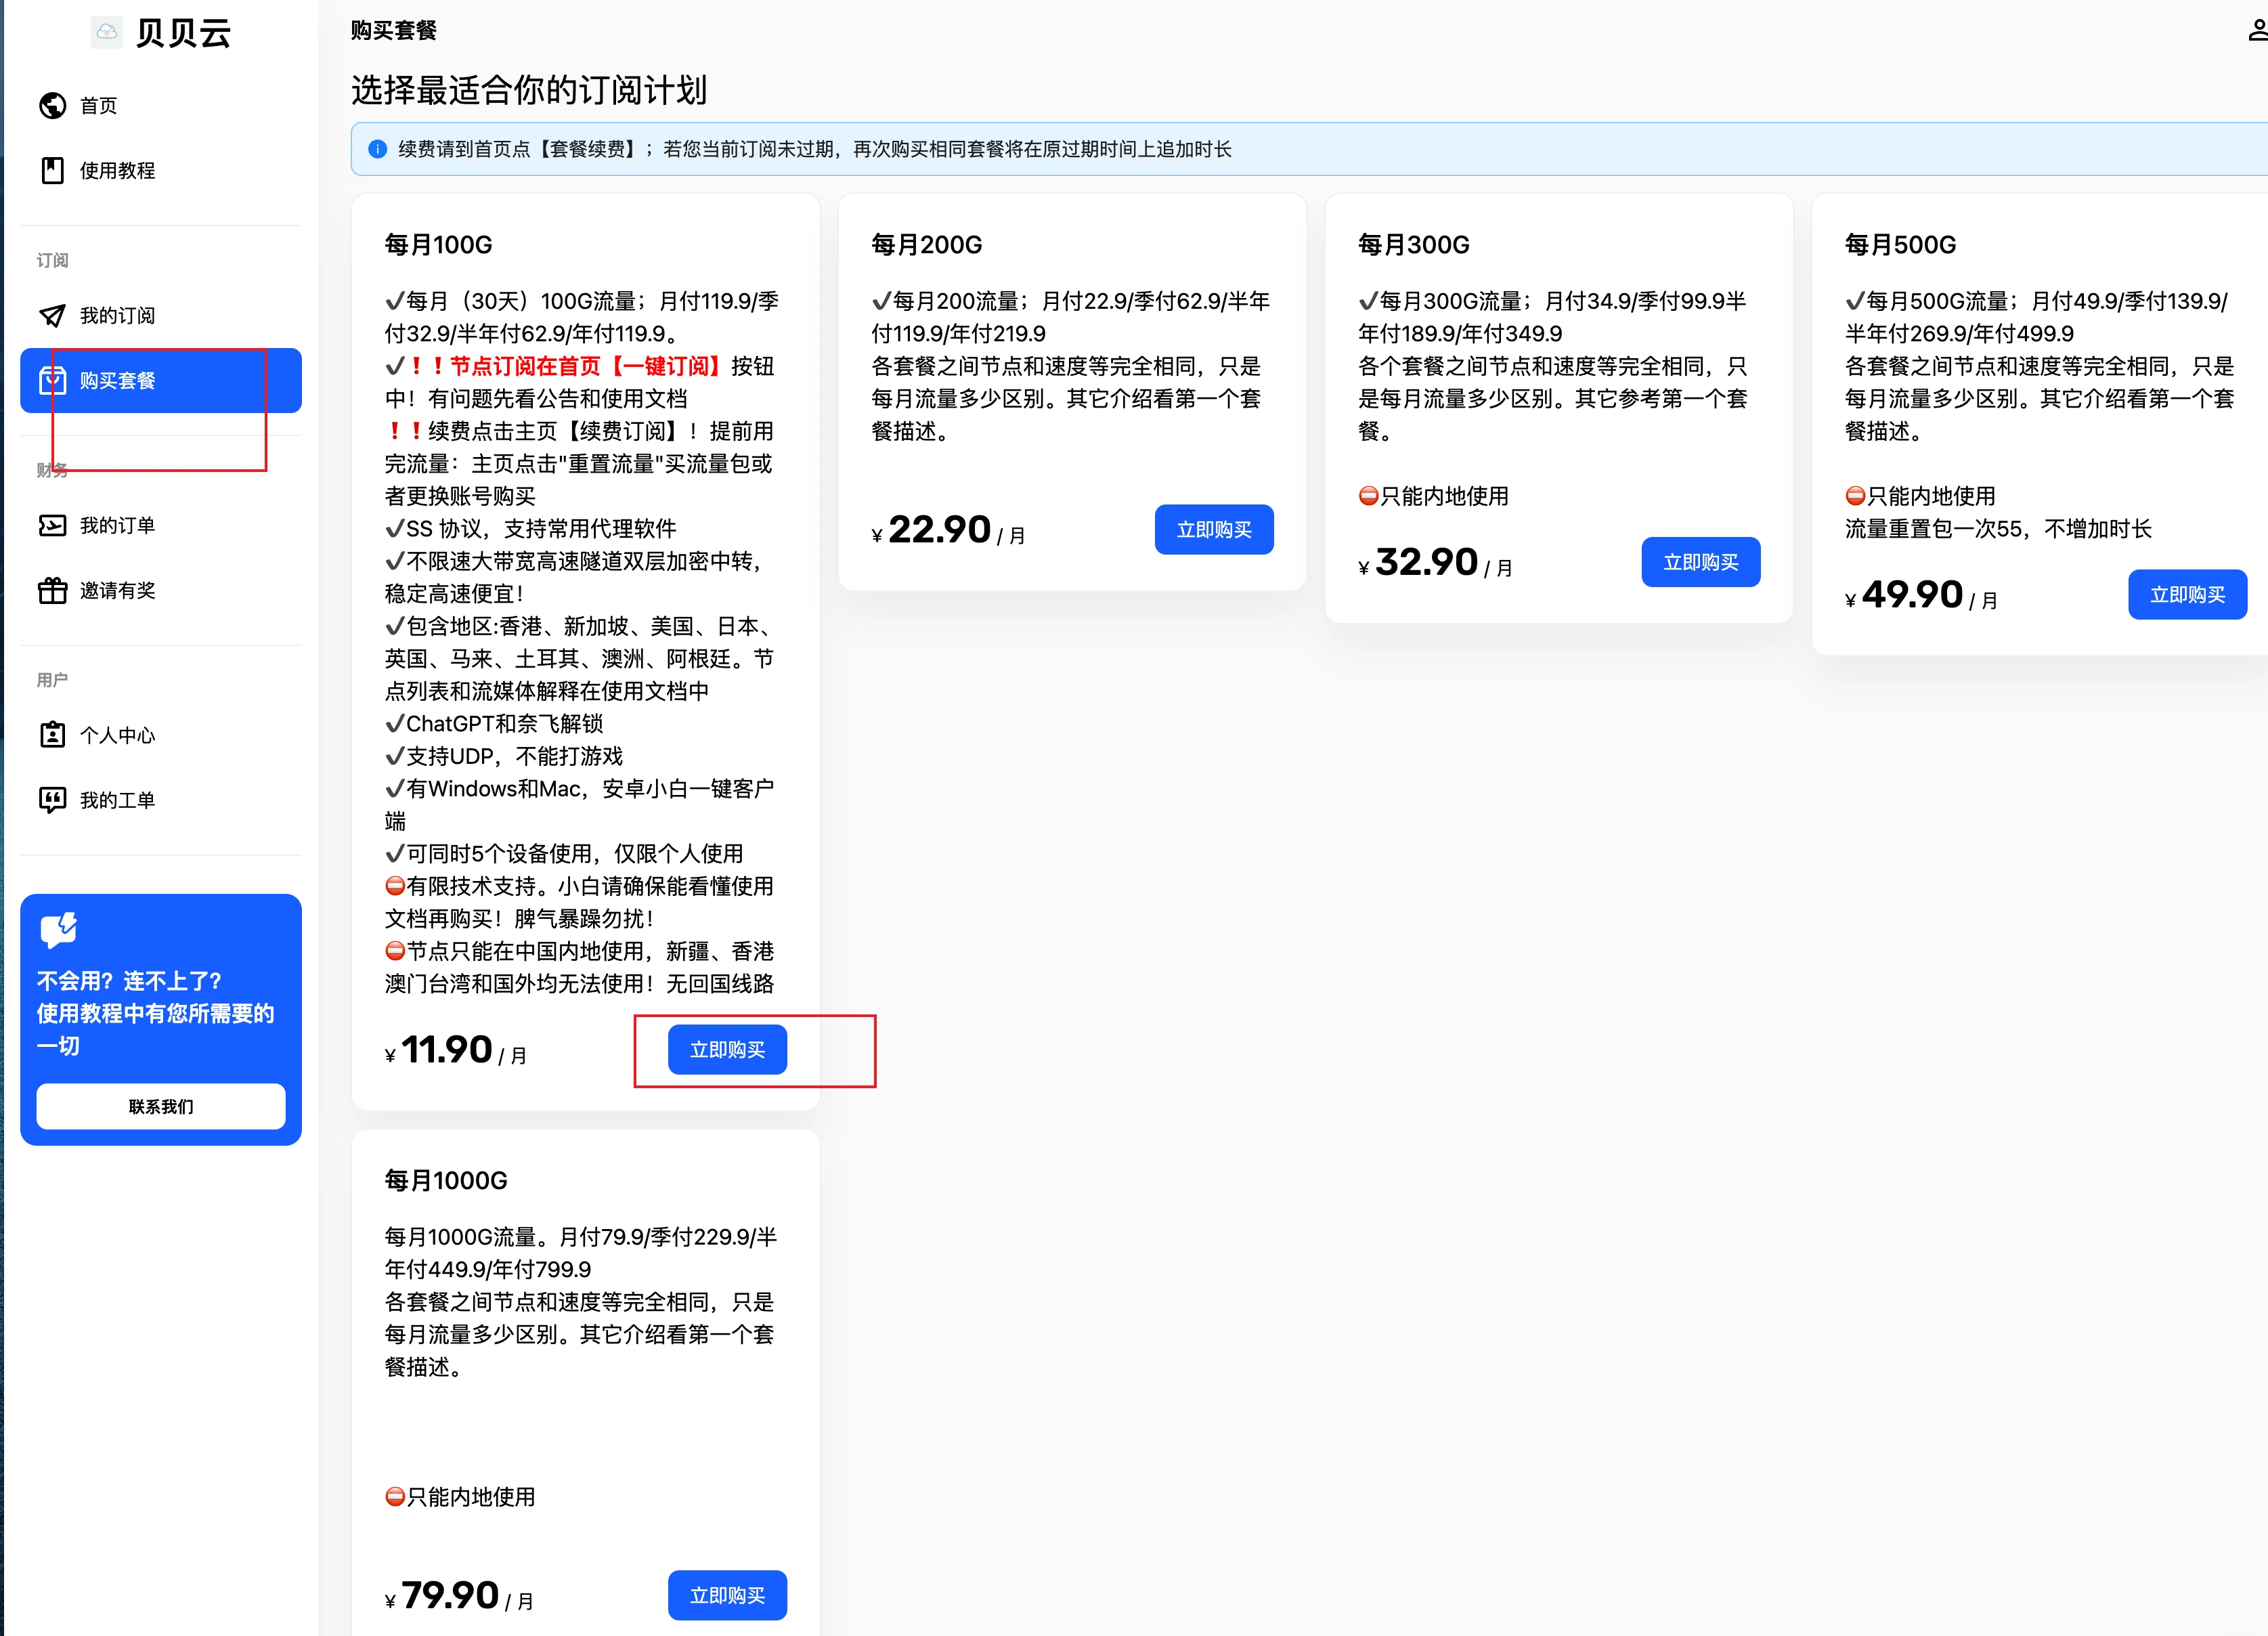 贝贝云
首页
使用教程
订阅
我的订阅
购买套餐
财务
我的订单
邀请有奖
用户
个人中心
我的工单
不会用？连不上了？
使用教程中有您所需要的
一切
联系我们
购买套餐
选择最适合你的订阅计划
续费请到首页点【套餐续费】；若您当前订阅未过期，再次购买相同套餐将在原过期时间上追加时长
每月100G
✔每月（30天）100G流量；月付119.9/季
付32.9/半年付62.9/年付119.9。
✔❗❗节点订阅在首页【一键订阅】按钮
中！有问题先看公告和使用文档
❗❗续费点击主页【续费订阅】！提前用
完流量：主页点击"重置流量"买流量包或
者更换账号购买
✔SS 协议，支持常用代理软件
✔不限速大带宽高速隧道双层加密中转，
稳定高速便宜！
✔包含地区:香港、新加坡、美国、日本、
英国、马来、土耳其、澳洲、阿根廷。节
点列表和流媒体解释在使用文档中
✔ChatGPT和奈飞解锁
✔支持UDP，不能打游戏
✔有Windows和Mac，安卓小白一键客户
端
✔可同时5个设备使用，仅限个人使用
⛔有限技术支持。小白请确保能看懂使用
文档再购买！脾气暴躁勿扰！
⛔节点只能在中国内地使用，新疆、香港
澳门台湾和国外均无法使用！无回国线路
¥ 11.90 / 月
立即购买
每月200G
✔每月200流量；月付22.9/季付62.9/半年
付119.9/年付219.9
各套餐之间节点和速度等完全相同，只是
每月流量多少区别。其它介绍看第一个套
餐描述。
¥ 22.90 / 月
立即购买
每月300G
✔每月300G流量；月付34.9/季付99.9半
年付189.9/年付349.9
各个套餐之间节点和速度等完全相同，只
是每月流量多少区别。其它参考第一个套
餐。
⛔只能内地使用
¥ 32.90 / 月
立即购买
每月500G
✔每月500G流量；月付49.9/季付139.9/
半年付269.9/年付499.9
各套餐之间节点和速度等完全相同，只是
每月流量多少区别。其它介绍看第一个套
餐描述。
⛔只能内地使用
流量重置包一次55，不增加时长
¥ 49.90 / 月
立即购买
每月1000G
每月1000G流量。月付79.9/季付229.9/半
年付449.9/年付799.9
各套餐之间节点和速度等完全相同，只是
每月流量多少区别。其它介绍看第一个套
餐描述。
⛔只能内地使用
¥ 79.90 / 月
立即购买